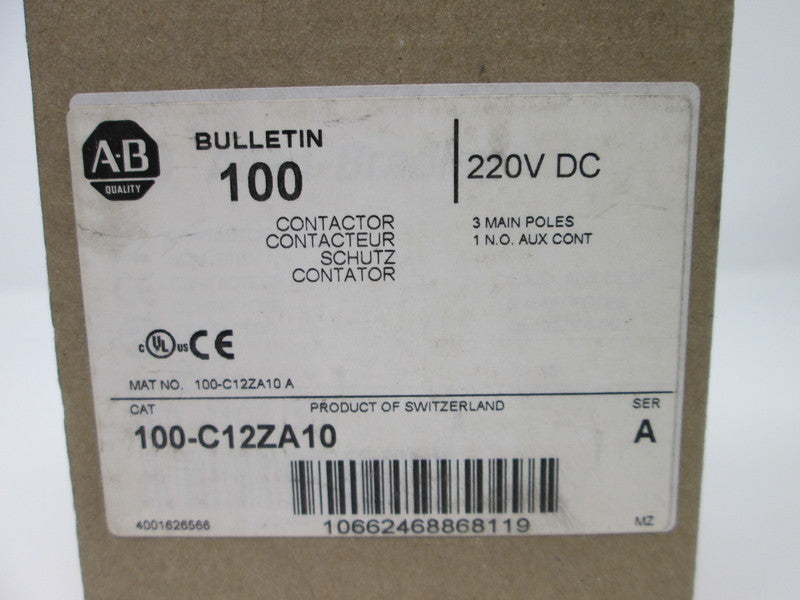 A-B
QUALITY
BULLETIN
100
220V DC
CONTACTOR
CONTACTEUR
SCHUTZ
CONTATOR
3 MAIN POLES
1 N.O. AUX CONT
c UL us CE
MAT NO. 100-C12ZA10 A
CAT PRODUCT OF SWITZERLAND SER
100-C12ZA10 A
4001626566 10662468868119 MZ